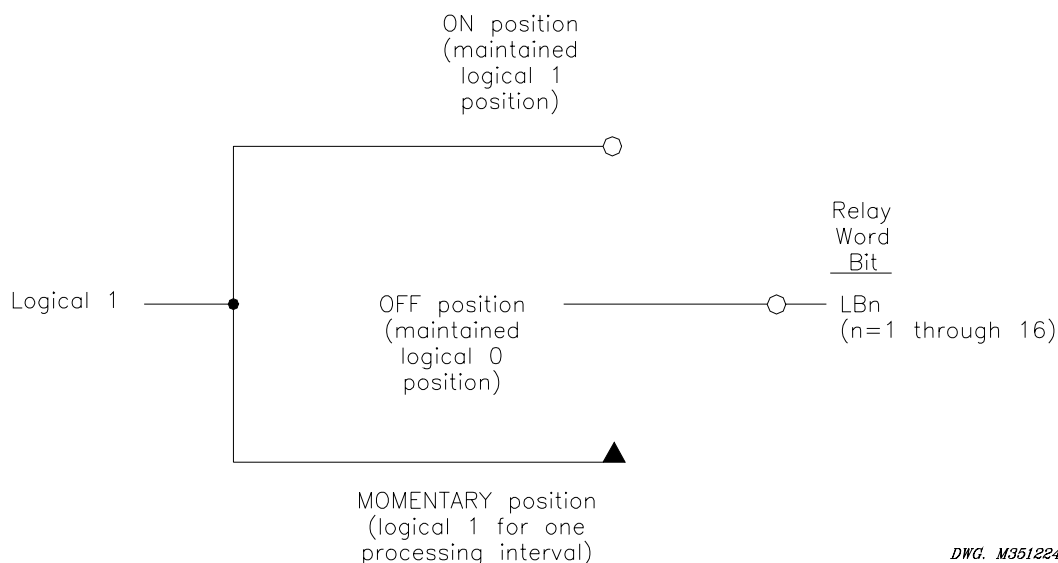 ON position
(maintained
logical 1
position)
Relay
Word
Bit
Logical 1
OFF position
(maintained
logical 0
position)
LBn
(n=1 through 16)
MOMENTARY position
(logical 1 for one
processing interval)
DWG. M351224